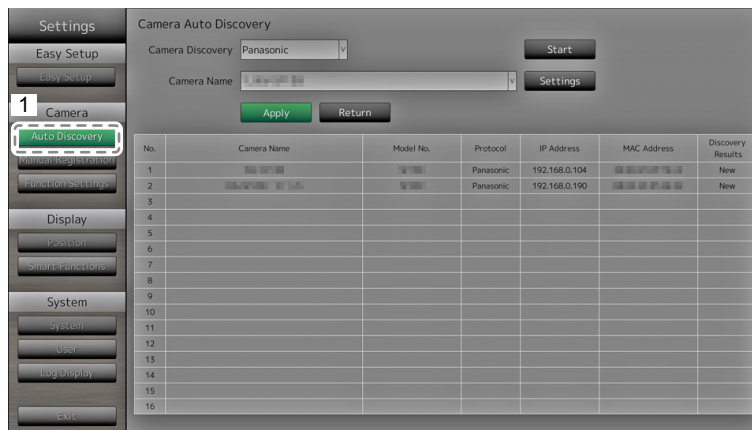 Settings
Easy Setup
Easy Setup
1
Camera
Auto Discovery
Manual Registration
Function Settings
Display
Position
Smart Functions
System
System
User
Log Display
Exit
Camera Auto Discovery
Camera Discovery Panasonic v Start
Camera Name v Settings
Apply Return
No. Camera Name Model No. Protocol IP Address MAC Address Discovery Results
1 Panasonic 192.168.0.104 New
2 Panasonic 192.168.0.190 New
3
4
5
6
7
8
9
10
11
12
13
14
15
16